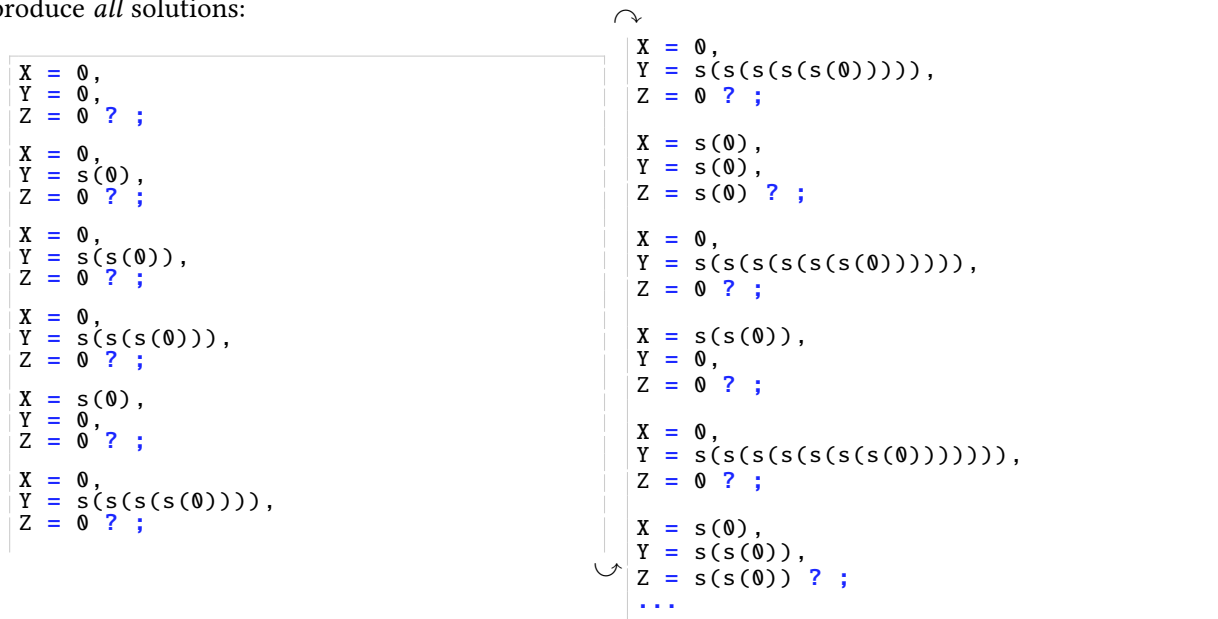 produce all solutions:
X = 0,
Y = 0,
Z = 0 ? ;
X = 0,
Y = s(0),
Z = 0 ? ;
X = 0,
Y = s(s(0)),
Z = 0 ? ;
X = 0,
Y = s(s(s(0))),
Z = 0 ? ;
X = s(0),
Y = 0,
Z = 0 ? ;
X = 0,
Y = s(s(s(s(0)))),
Z = 0 ? ;
X = 0,
Y = s(s(s(s(s(0))))),
Z = 0 ? ;
X = s(0),
Y = s(0),
Z = s(0) ? ;
X = 0,
Y = s(s(s(s(s(s(0)))))),
Z = 0 ? ;
X = s(s(0)),
Y = 0,
Z = 0 ? ;
X = 0,
Y = s(s(s(s(s(s(s(0))))))),
Z = 0 ? ;
X = s(0),
Y = s(s(0)),
Z = s(s(0)) ? ;
...